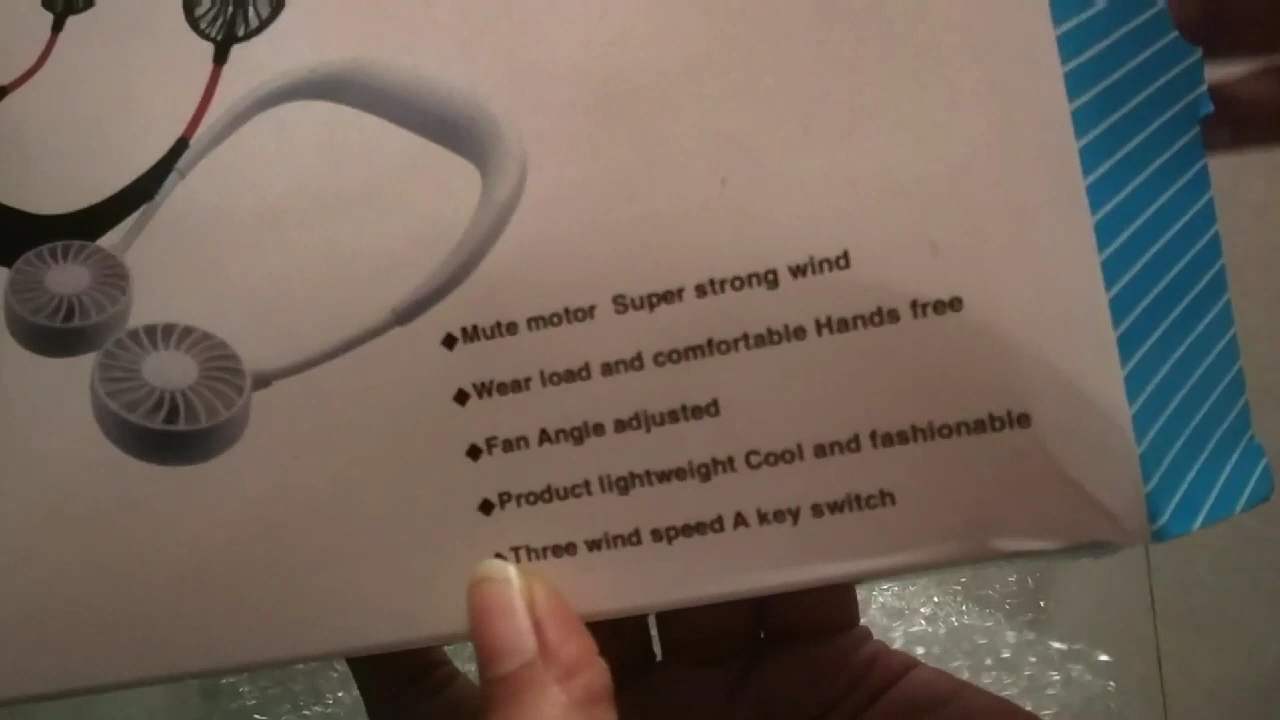 ◆Mute motor Super strong wind
◆Wear load and comfortable Hands free
◆Fan Angle adjusted
◆Product lightweight Cool and fashionable
◆Three wind speed A key switch